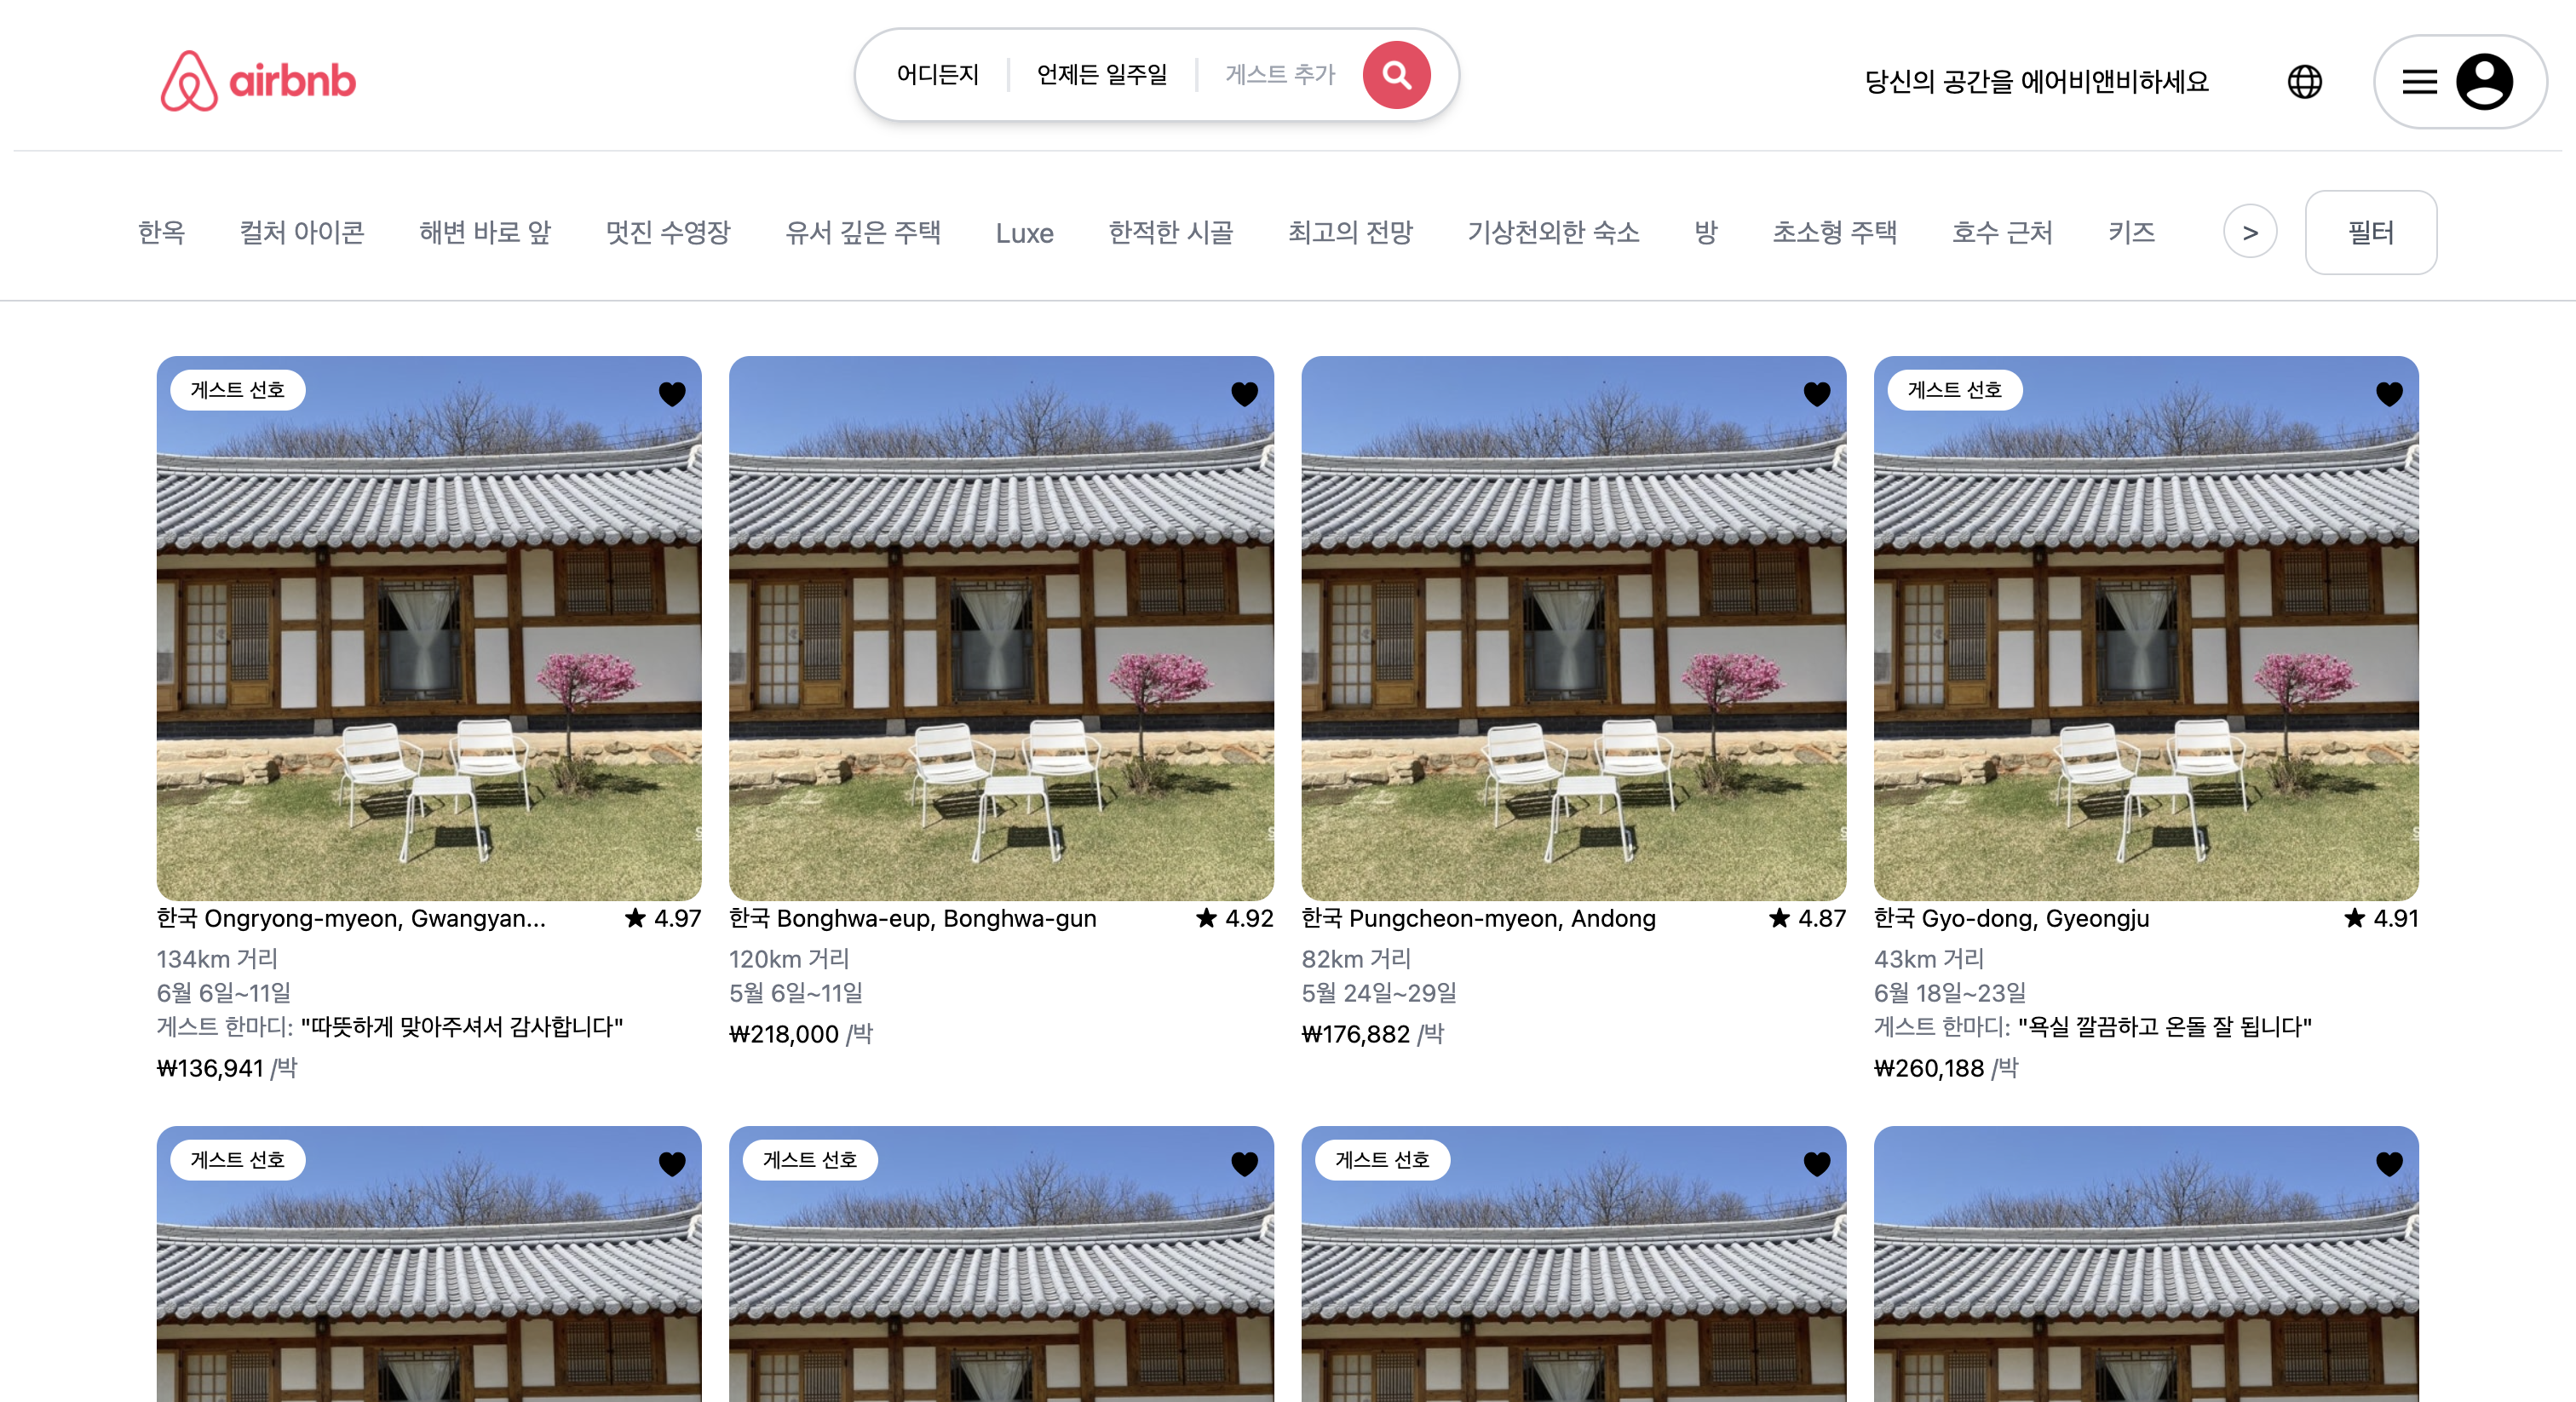 airbnb
어디든지
언제든 일주일
게스트 추가
당신의 공간을 에어비앤비하세요
한옥
컬처 아이콘
해변 바로 앞
멋진 수영장
유서 깊은 주택
Luxe
한적한 시골
최고의 전망
기상천외한 숙소
방
초소형 주택
호수 근처
키즈
>
필터
게스트 선호
한국 Ongryong-myeon, Gwangyan...
★ 4.97
134km 거리
6월 6일~11일
게스트 한마디: "따뜻하게 맞아주셔서 감사합니다"
₩136,941 /박
한국 Bonghwa-eup, Bonghwa-gun
★ 4.92
120km 거리
5월 6일~11일
₩218,000 /박
한국 Pungcheon-myeon, Andong
★ 4.87
82km 거리
5월 24일~29일
₩176,882 /박
게스트 선호
한국 Gyo-dong, Gyeongju
★ 4.91
43km 거리
6월 18일~23일
게스트 한마디: "욕실 깔끔하고 온돌 잘 됩니다"
₩260,188 /박
게스트 선호
게스트 선호
게스트 선호